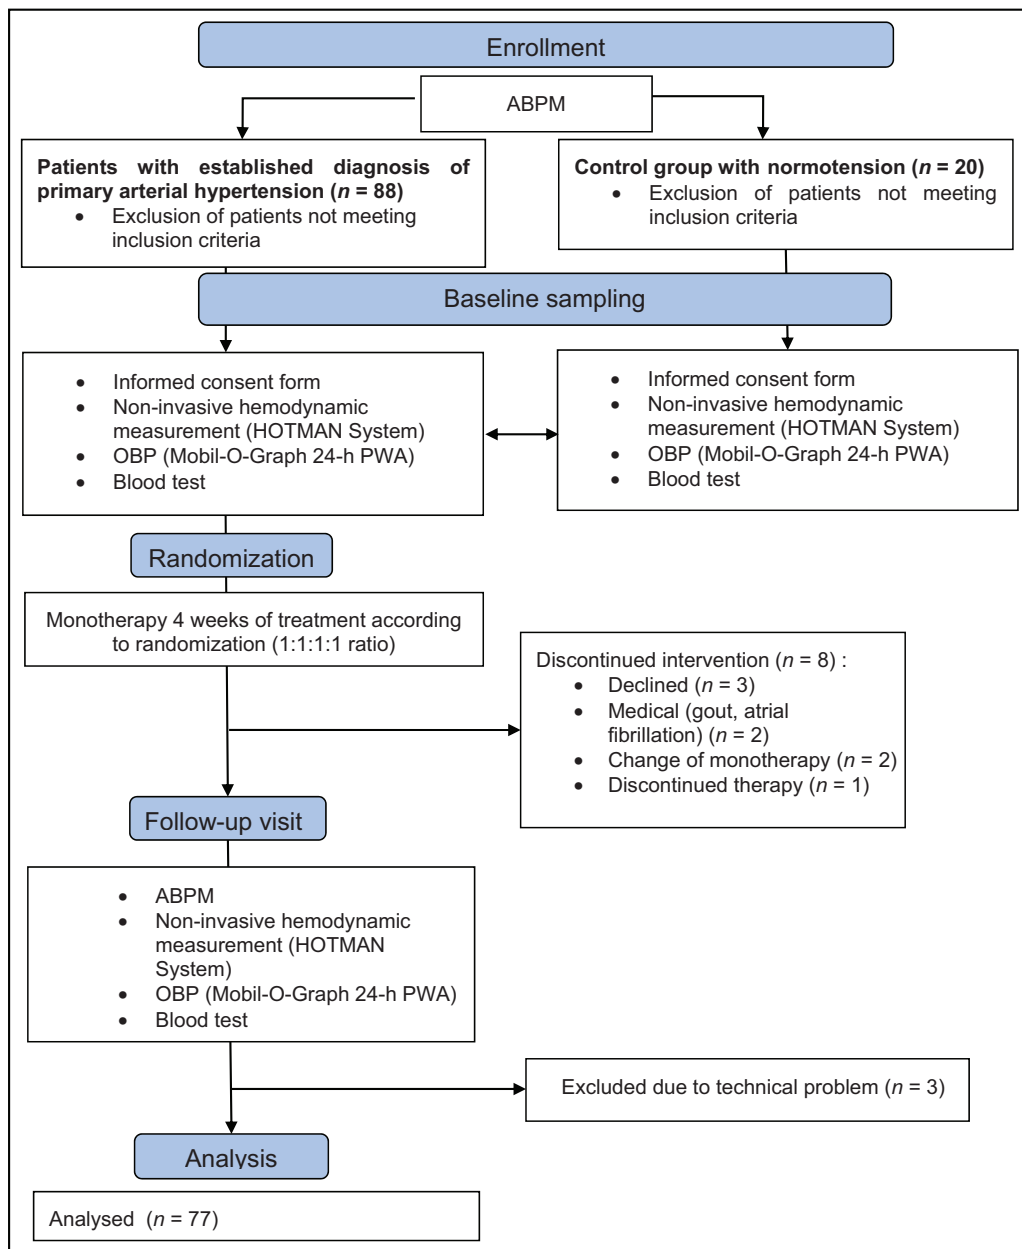 Enrollment
ABPM
Patients with established diagnosis of
primary arterial hypertension (n = 88)
• Exclusion of patients not meeting
inclusion criteria
Control group with normotension (n = 20)
• Exclusion of patients not meeting
inclusion criteria
Baseline sampling
• Informed consent form
• Non-invasive hemodynamic
measurement (HOTMAN System)
• OBP (Mobil-O-Graph 24-h PWA)
• Blood test
• Informed consent form
• Non-invasive hemodynamic
measurement (HOTMAN System)
• OBP (Mobil-O-Graph 24-h PWA)
• Blood test
Randomization
Monotherapy 4 weeks of treatment according
to randomization (1:1:1:1 ratio)
Discontinued intervention (n = 8) :
• Declined (n = 3)
• Medical (gout, atrial
fibrillation) (n = 2)
• Change of monotherapy (n = 2)
• Discontinued therapy (n = 1)
Follow-up visit
• ABPM
• Non-invasive hemodynamic
measurement (HOTMAN
System)
• OBP (Mobil-O-Graph 24-h PWA)
• Blood test
Excluded due to technical problem (n = 3)
Analysis
Analysed (n = 77)